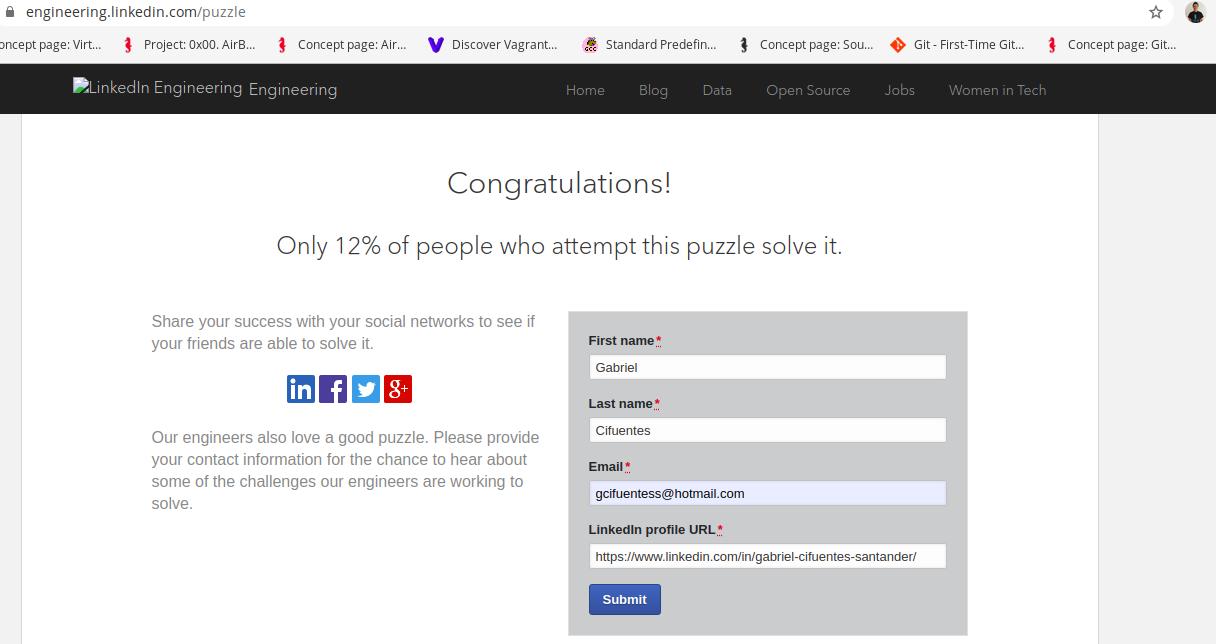 engineering.linkedin.com/puzzle
oncept page: Virt... Project: 0x00. AirB... Concept page: Air... Discover Vagrant... Standard Predefin... Concept page: Sou... Git - First-Time Git... Concept page: Git...
LinkedIn Engineering Engineering Home Blog Data Open Source Jobs Women in Tech
Congratulations!
Only 12% of people who attempt this puzzle solve it.
Share your success with your social networks to see if
your friends are able to solve it.
in f g+
Our engineers also love a good puzzle. Please provide
your contact information for the chance to hear about
some of the challenges our engineers are working to
solve.
First name*
Gabriel
Last name*
Cifuentes
Email*
gcifuentess@hotmail.com
LinkedIn profile URL*
https://www.linkedin.com/in/gabriel-cifuentes-santander/
Submit